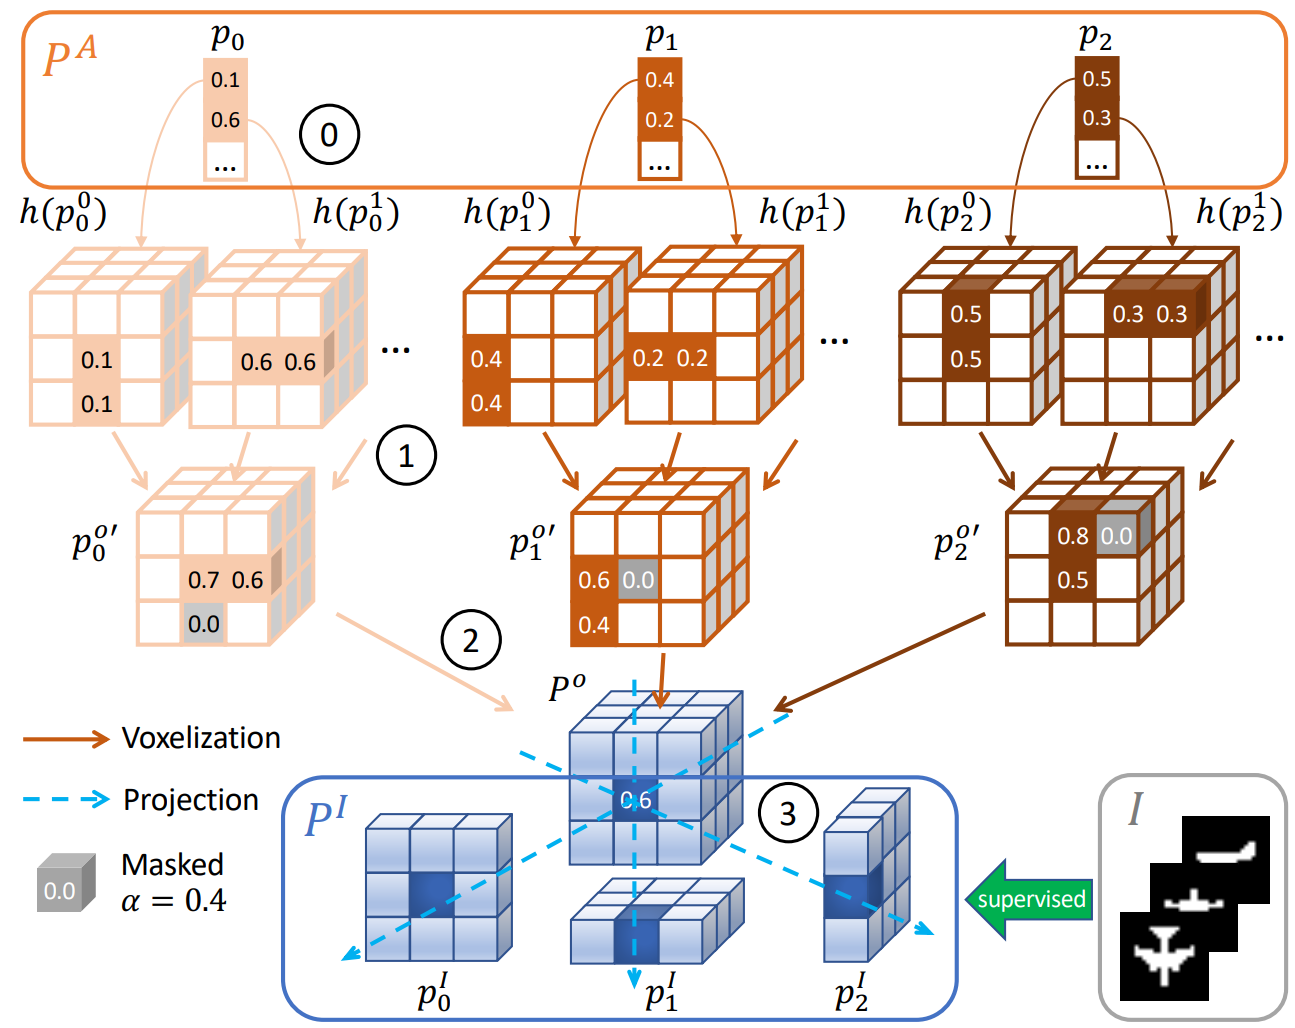 P^A
p_0 p_1 p_2
0.1 0.4 0.5
0.6 0.2 0.3
... ... ...
0
h(p_0^0) h(p_0^1) h(p_1^0) h(p_1^1) h(p_2^0) h(p_2^1)
0.5 0.3 0.3
0.1 0.6 0.6 ... 0.4 0.2 0.2 ... 0.5 ...
0.1 0.4
1
p_0^{o'} p_1^{o'} p_2^{o'}
0.8 0.0
0.7 0.6 0.6 0.0 0.5
0.0 0.4
2
P^o
Voxelization
Projection
Masked
0.0
α = 0.4
0.6
3
P^I
p_0^I p_1^I p_2^I
supervised
I